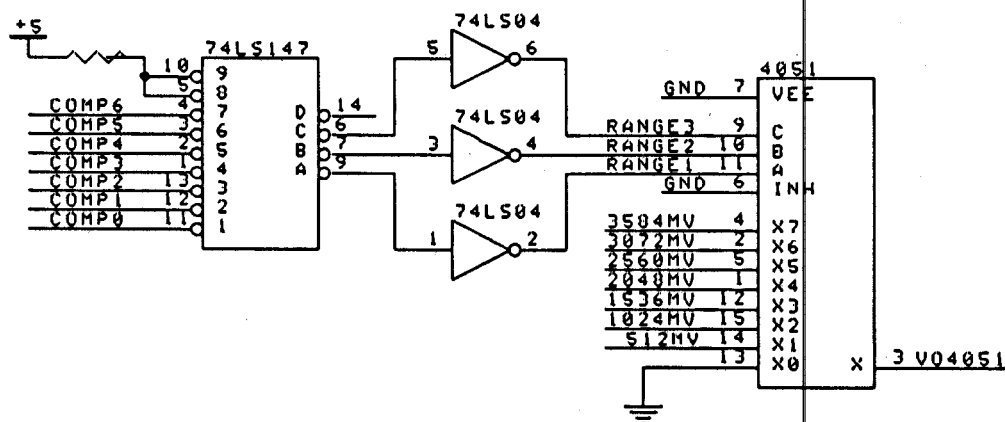 +5
74LS147
10 9
5 8
COMP6 4 7
COMP5 3 6
COMP4 2 5
COMP3 1 4
COMP2 13 3
COMP1 12 2
COMP0 11 1
D 14
C 6
B 7
A 9
74LS04
5 6
74LS04
3 4
74LS04
1 2
4051
GND 7 VEE
RANGE3 9 C
RANGE2 10 B
RANGE1 11 A
GND 6 INH
3584MV 4 X7
3072MV 2 X6
2560MV 5 X5
2048MV 1 X4
1536MV 12 X3
1024MV 15 X2
512MV 14 X1
13 X0
X 3 VO4051